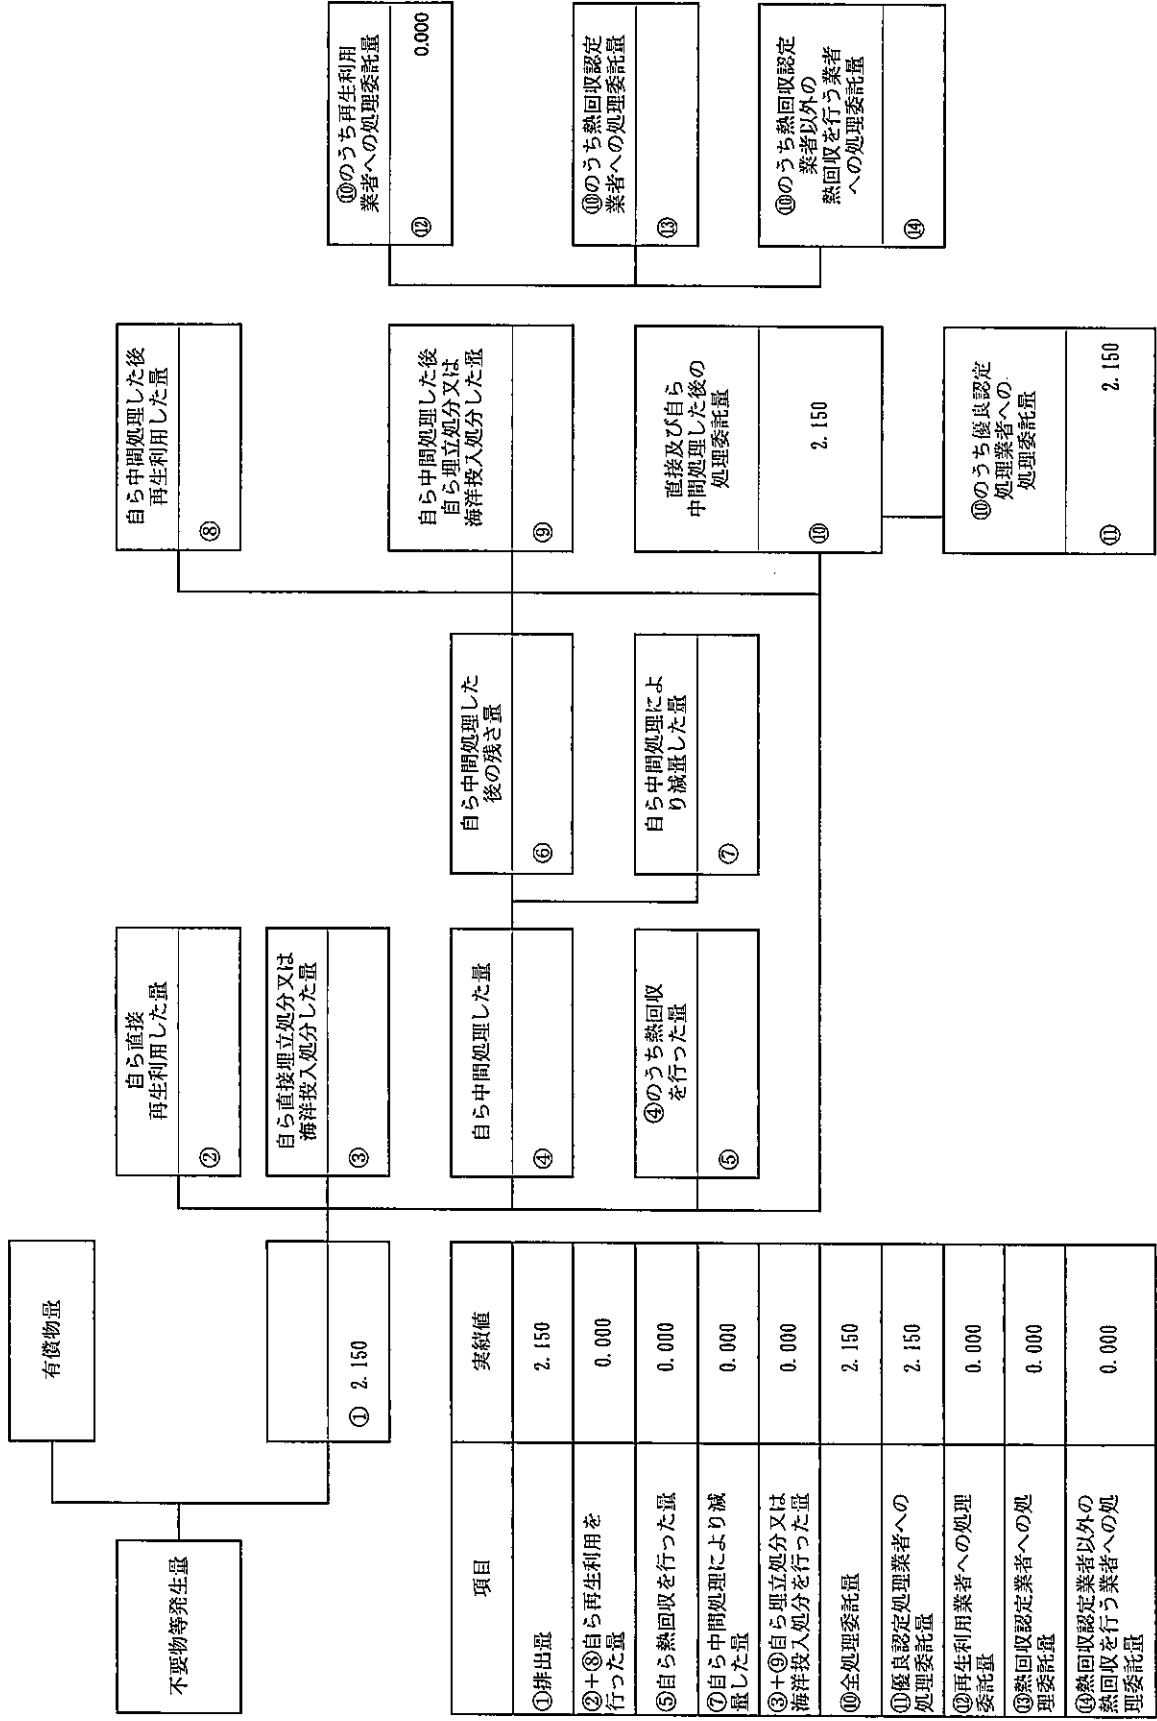 不要物等発生量
有償物量
① 2.150
自ら直接
再生利用した量
②
自ら直接埋立処分又は
海洋投入処分した量
③
自ら中間処理した量
④
④のうち熱回収
を行った量
⑤
自ら中間処理した
後の残さ量
⑥
自ら中間処理によ
り減量した量
⑦
自ら中間処理した後
再生利用した量
⑧
自ら中間処理した後
自ら埋立処分又は
海洋投入処分した量
⑨
直接及び自ら
中間処理した後の
処理委託量
⑩ 2.150
⑩のうち優良認定
処理業者への
処理委託量
⑪ 2.150
⑩のうち再生利用
業者への処理委託量
⑫ 0.000
⑩のうち熱回収認定
業者への処理委託量
⑬
⑩のうち熱回収認定
業者以外の
熱回収を行う業者
への処理委託量
⑭
項目 実績値
①排出量 2.150
②+⑧自ら再生利用を
行った量 0.000
⑤自ら熱回収を行った量 0.000
⑦自ら中間処理により減
量した量 0.000
③+⑨自ら埋立処分又は
海洋投入処分を行った量 0.000
⑩全処理委託量 2.150
⑪優良認定処理業者への
処理委託量 2.150
⑫再生利用業者への処理
委託量 0.000
⑬熱回収認定業者への処
理委託量 0.000
⑭熱回収認定業者以外の
熱回収を行う業者への処
理委託量 0.000